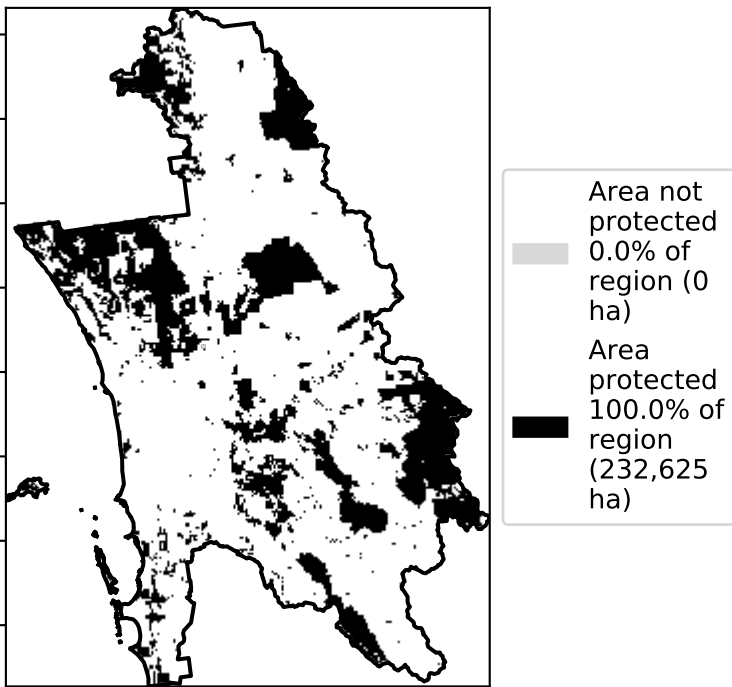 Area not
protected
0.0% of
region (0
ha)
Area
protected
100.0% of
region
(232,625
ha)